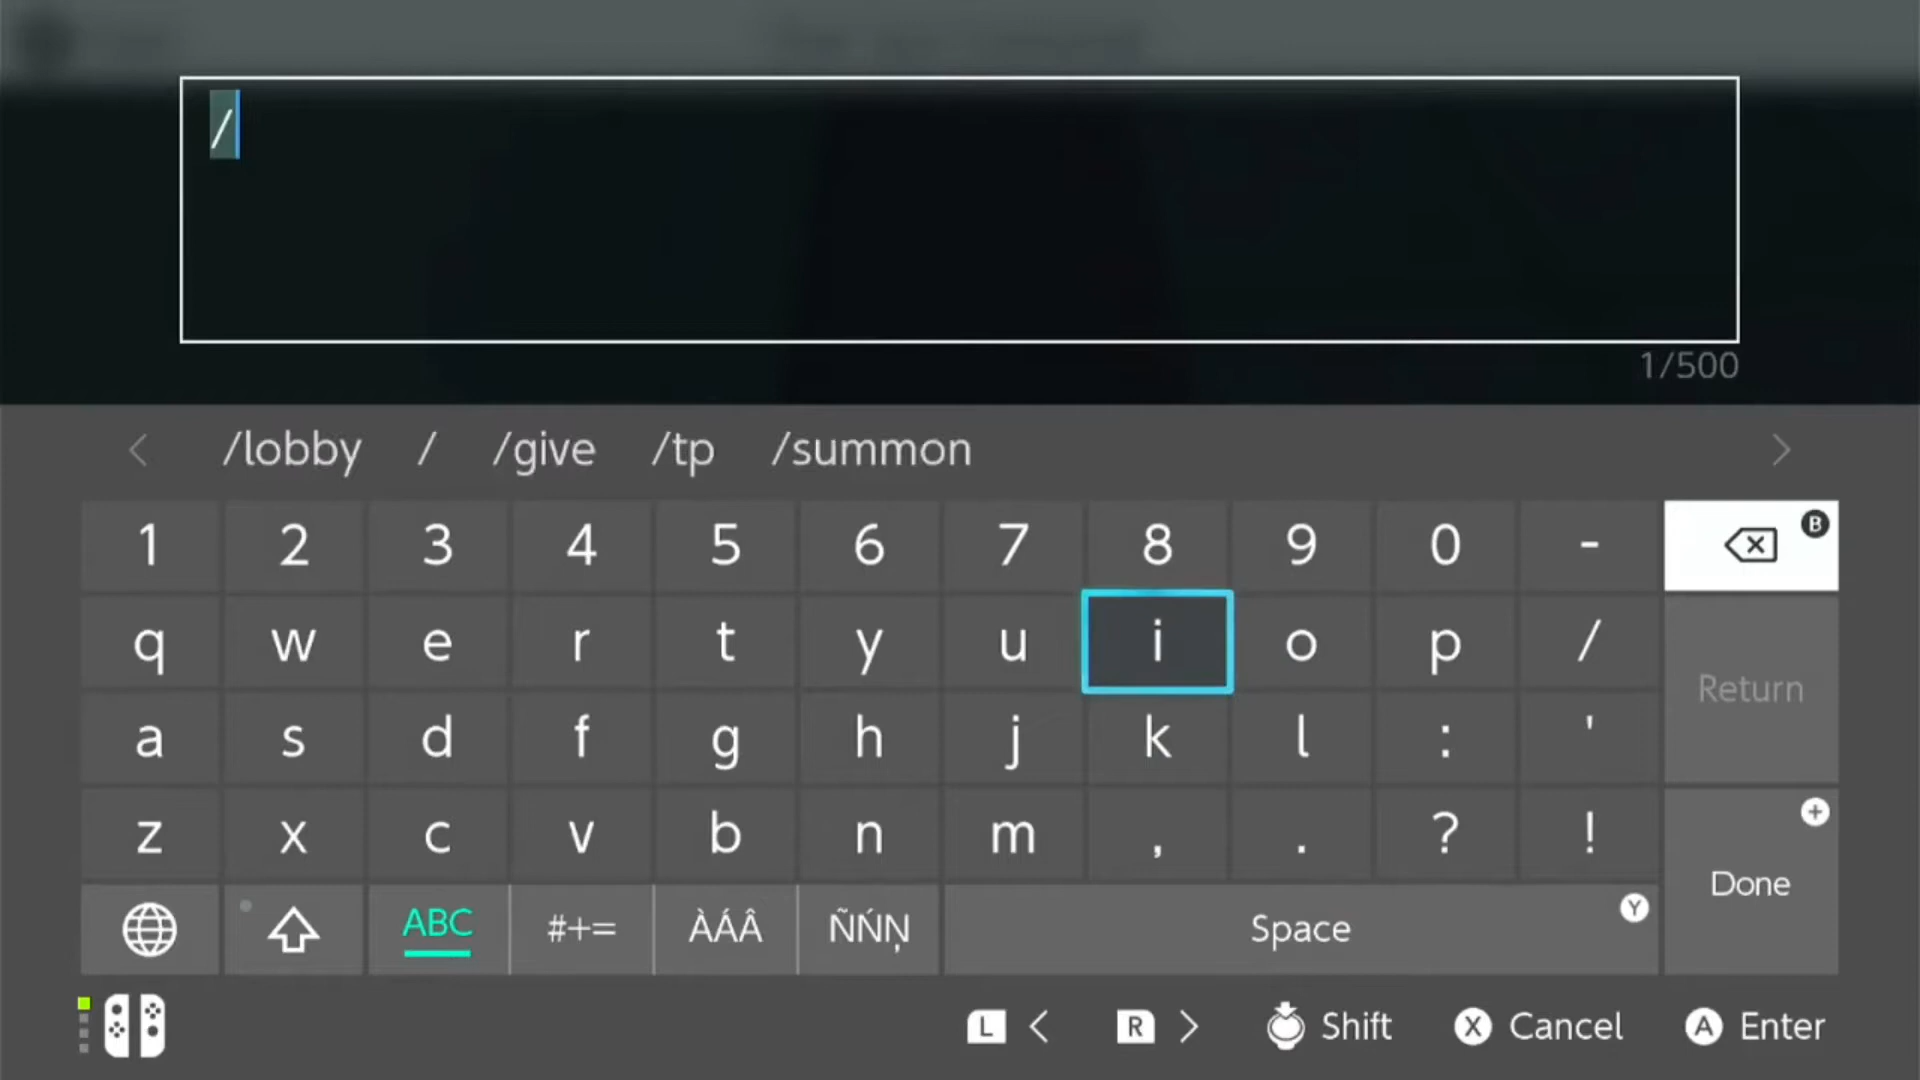 /
1/500
/lobby / /give /tp /summon
1 2 3 4 5 6 7 8 9 0 - B
q w e r t y u i o p /
Return
a s d f g h j k l : '
z x c v b n m , . ? ! +
Done
ABC #+= ÀÁÂ ÑŃŅ Space Y
L < R > Shift X Cancel A Enter